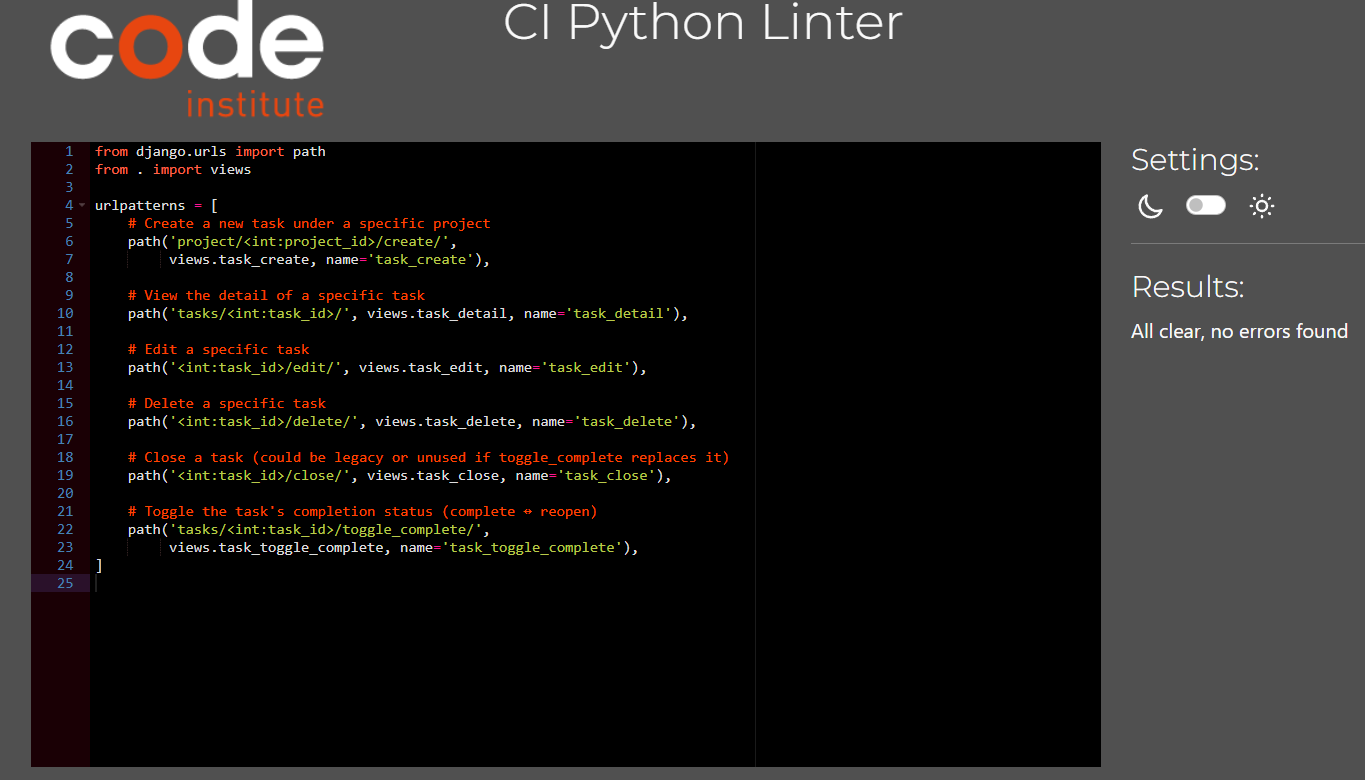 code
institute
CI Python Linter
1 from django.urls import path
2 from . import views
3
4 urlpatterns = [
5     # Create a new task under a specific project
6     path('project/<int:project_id>/create/',
7          views.task_create, name='task_create'),
8
9     # View the detail of a specific task
10     path('tasks/<int:task_id>/', views.task_detail, name='task_detail'),
11
12     # Edit a specific task
13     path('<int:task_id>/edit/', views.task_edit, name='task_edit'),
14
15     # Delete a specific task
16     path('<int:task_id>/delete/', views.task_delete, name='task_delete'),
17
18     # Close a task (could be legacy or unused if toggle_complete replaces it)
19     path('<int:task_id>/close/', views.task_close, name='task_close'),
20
21     # Toggle the task's completion status (complete ↔ reopen)
22     path('tasks/<int:task_id>/toggle_complete/',
23          views.task_toggle_complete, name='task_toggle_complete'),
24 ]
25
Settings:
Results:
All clear, no errors found